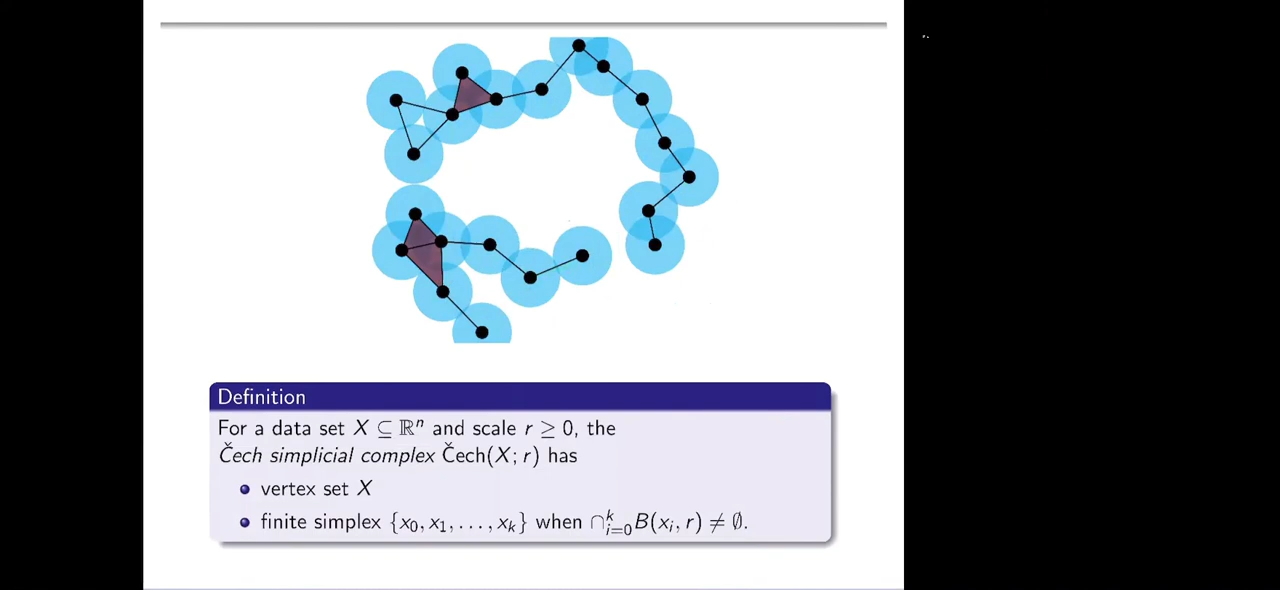 Definition
For a data set X ⊆ ℝⁿ and scale r ≥ 0, the
Čech simplicial complex Čech(X; r) has
vertex set X
finite simplex {x₀, x₁, . . . , xₖ} when ∩ᵏᵢ₌₀B(xᵢ, r) ≠ ∅.